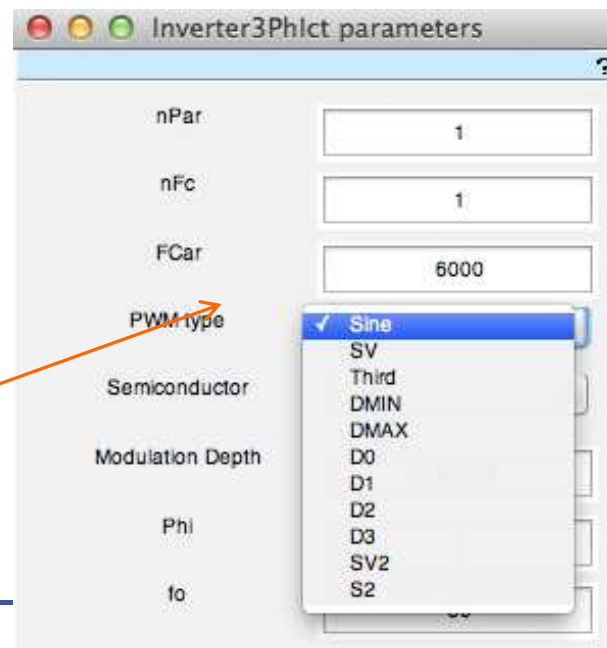 Inverter3PhIct parameters
?
nPar 1
nFc 1
FCar 6000
PWM type ✓ Sine
SV
Third
Semiconductor
DMIN
DMAX
Modulation Depth
D0
D1
D2
Phi
D3
SV2
fo
S2